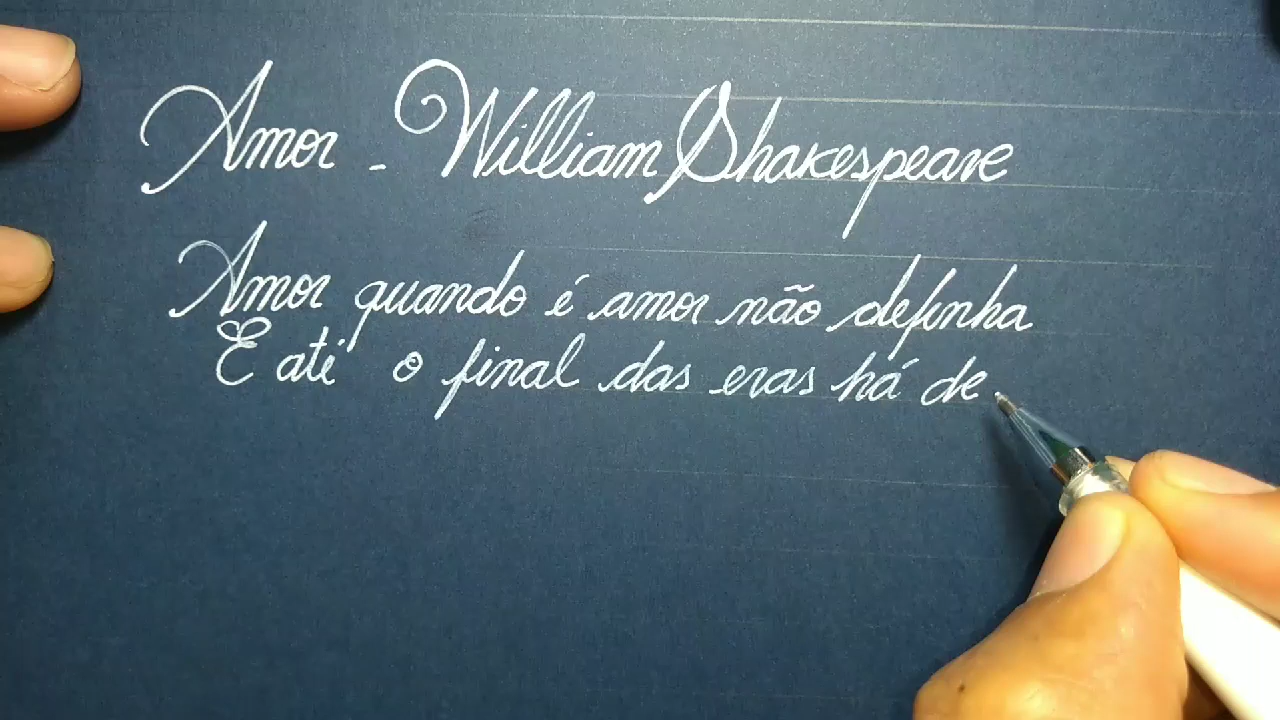 Amor - William Shakespeare
Amor quando é amor não definha
E até o final das eras há de